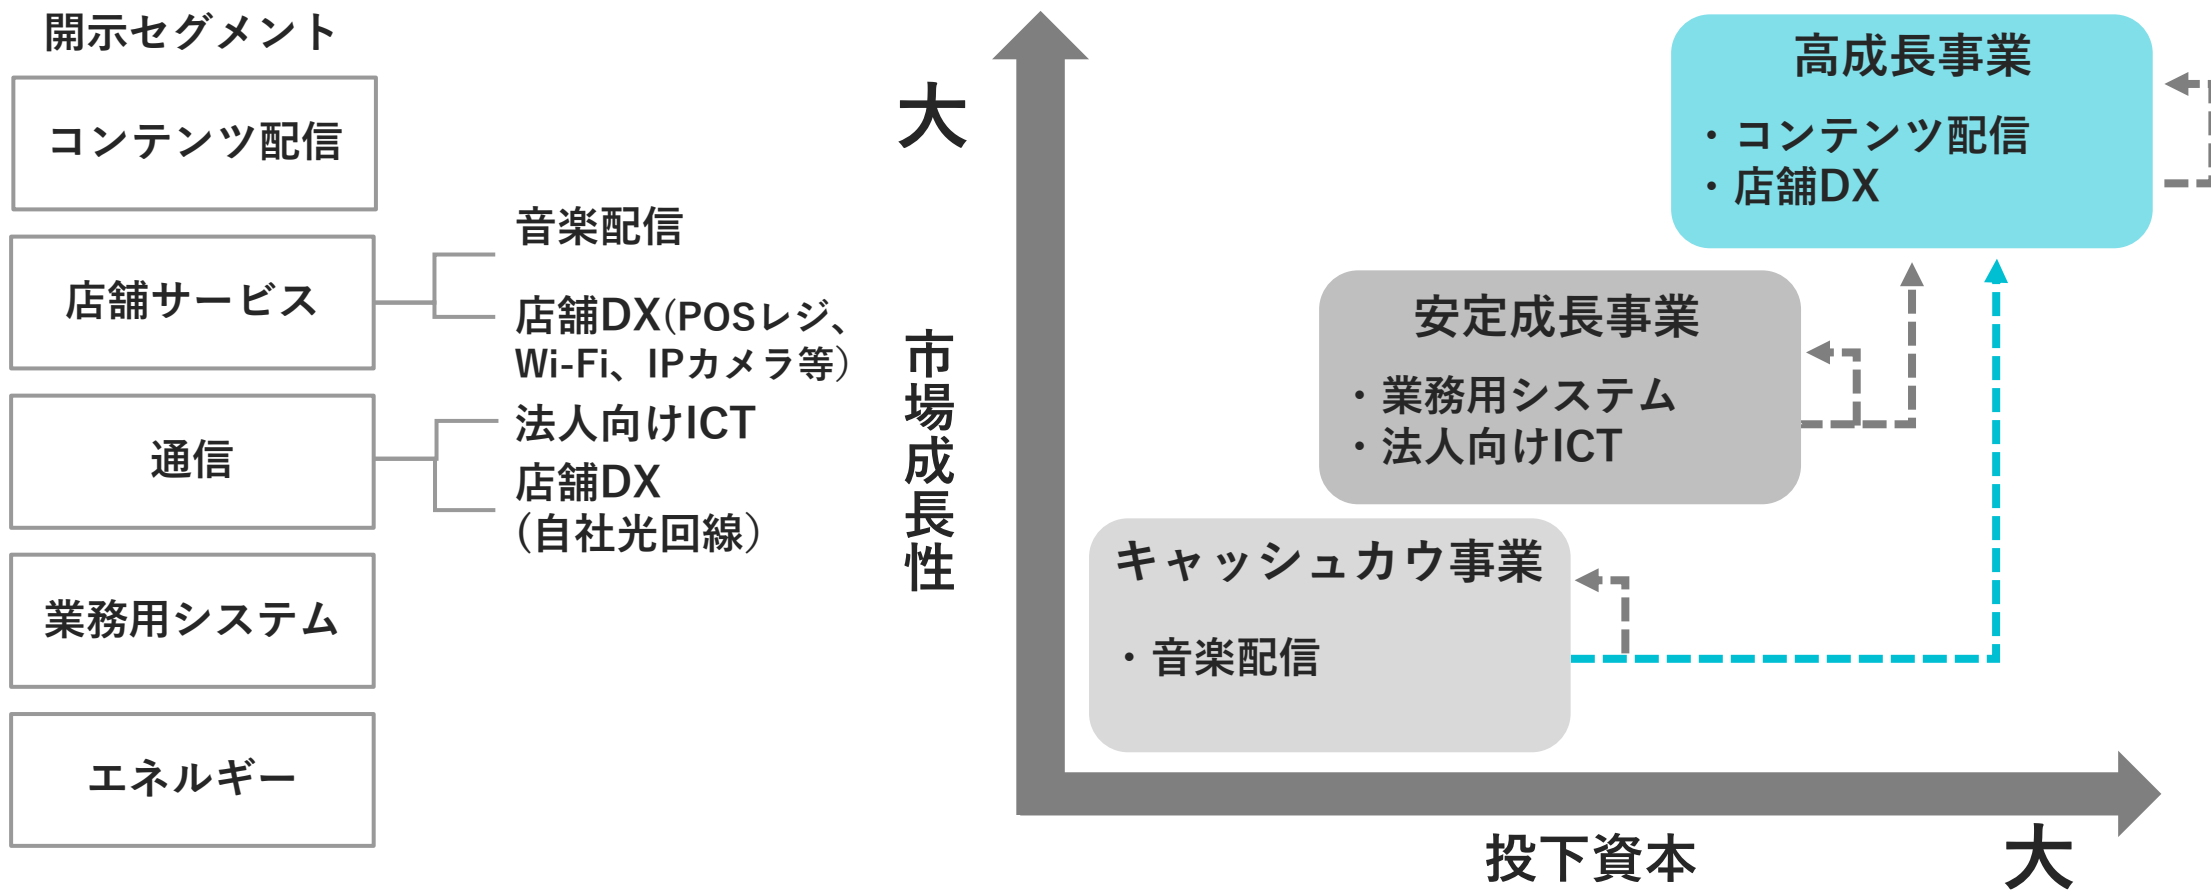 開示セグメント
コンテンツ配信
店舗サービス
通信
業務用システム
エネルギー
音楽配信
店舗DX(POSレジ、
Wi-Fi、IPカメラ等）
法人向けICT
店舗DX
(自社光回線）
大
市場成長性
高成長事業
・コンテンツ配信
・店舗DX
安定成長事業
・業務用システム
・法人向けICT
キャッシュカウ事業
・音楽配信
投下資本
大